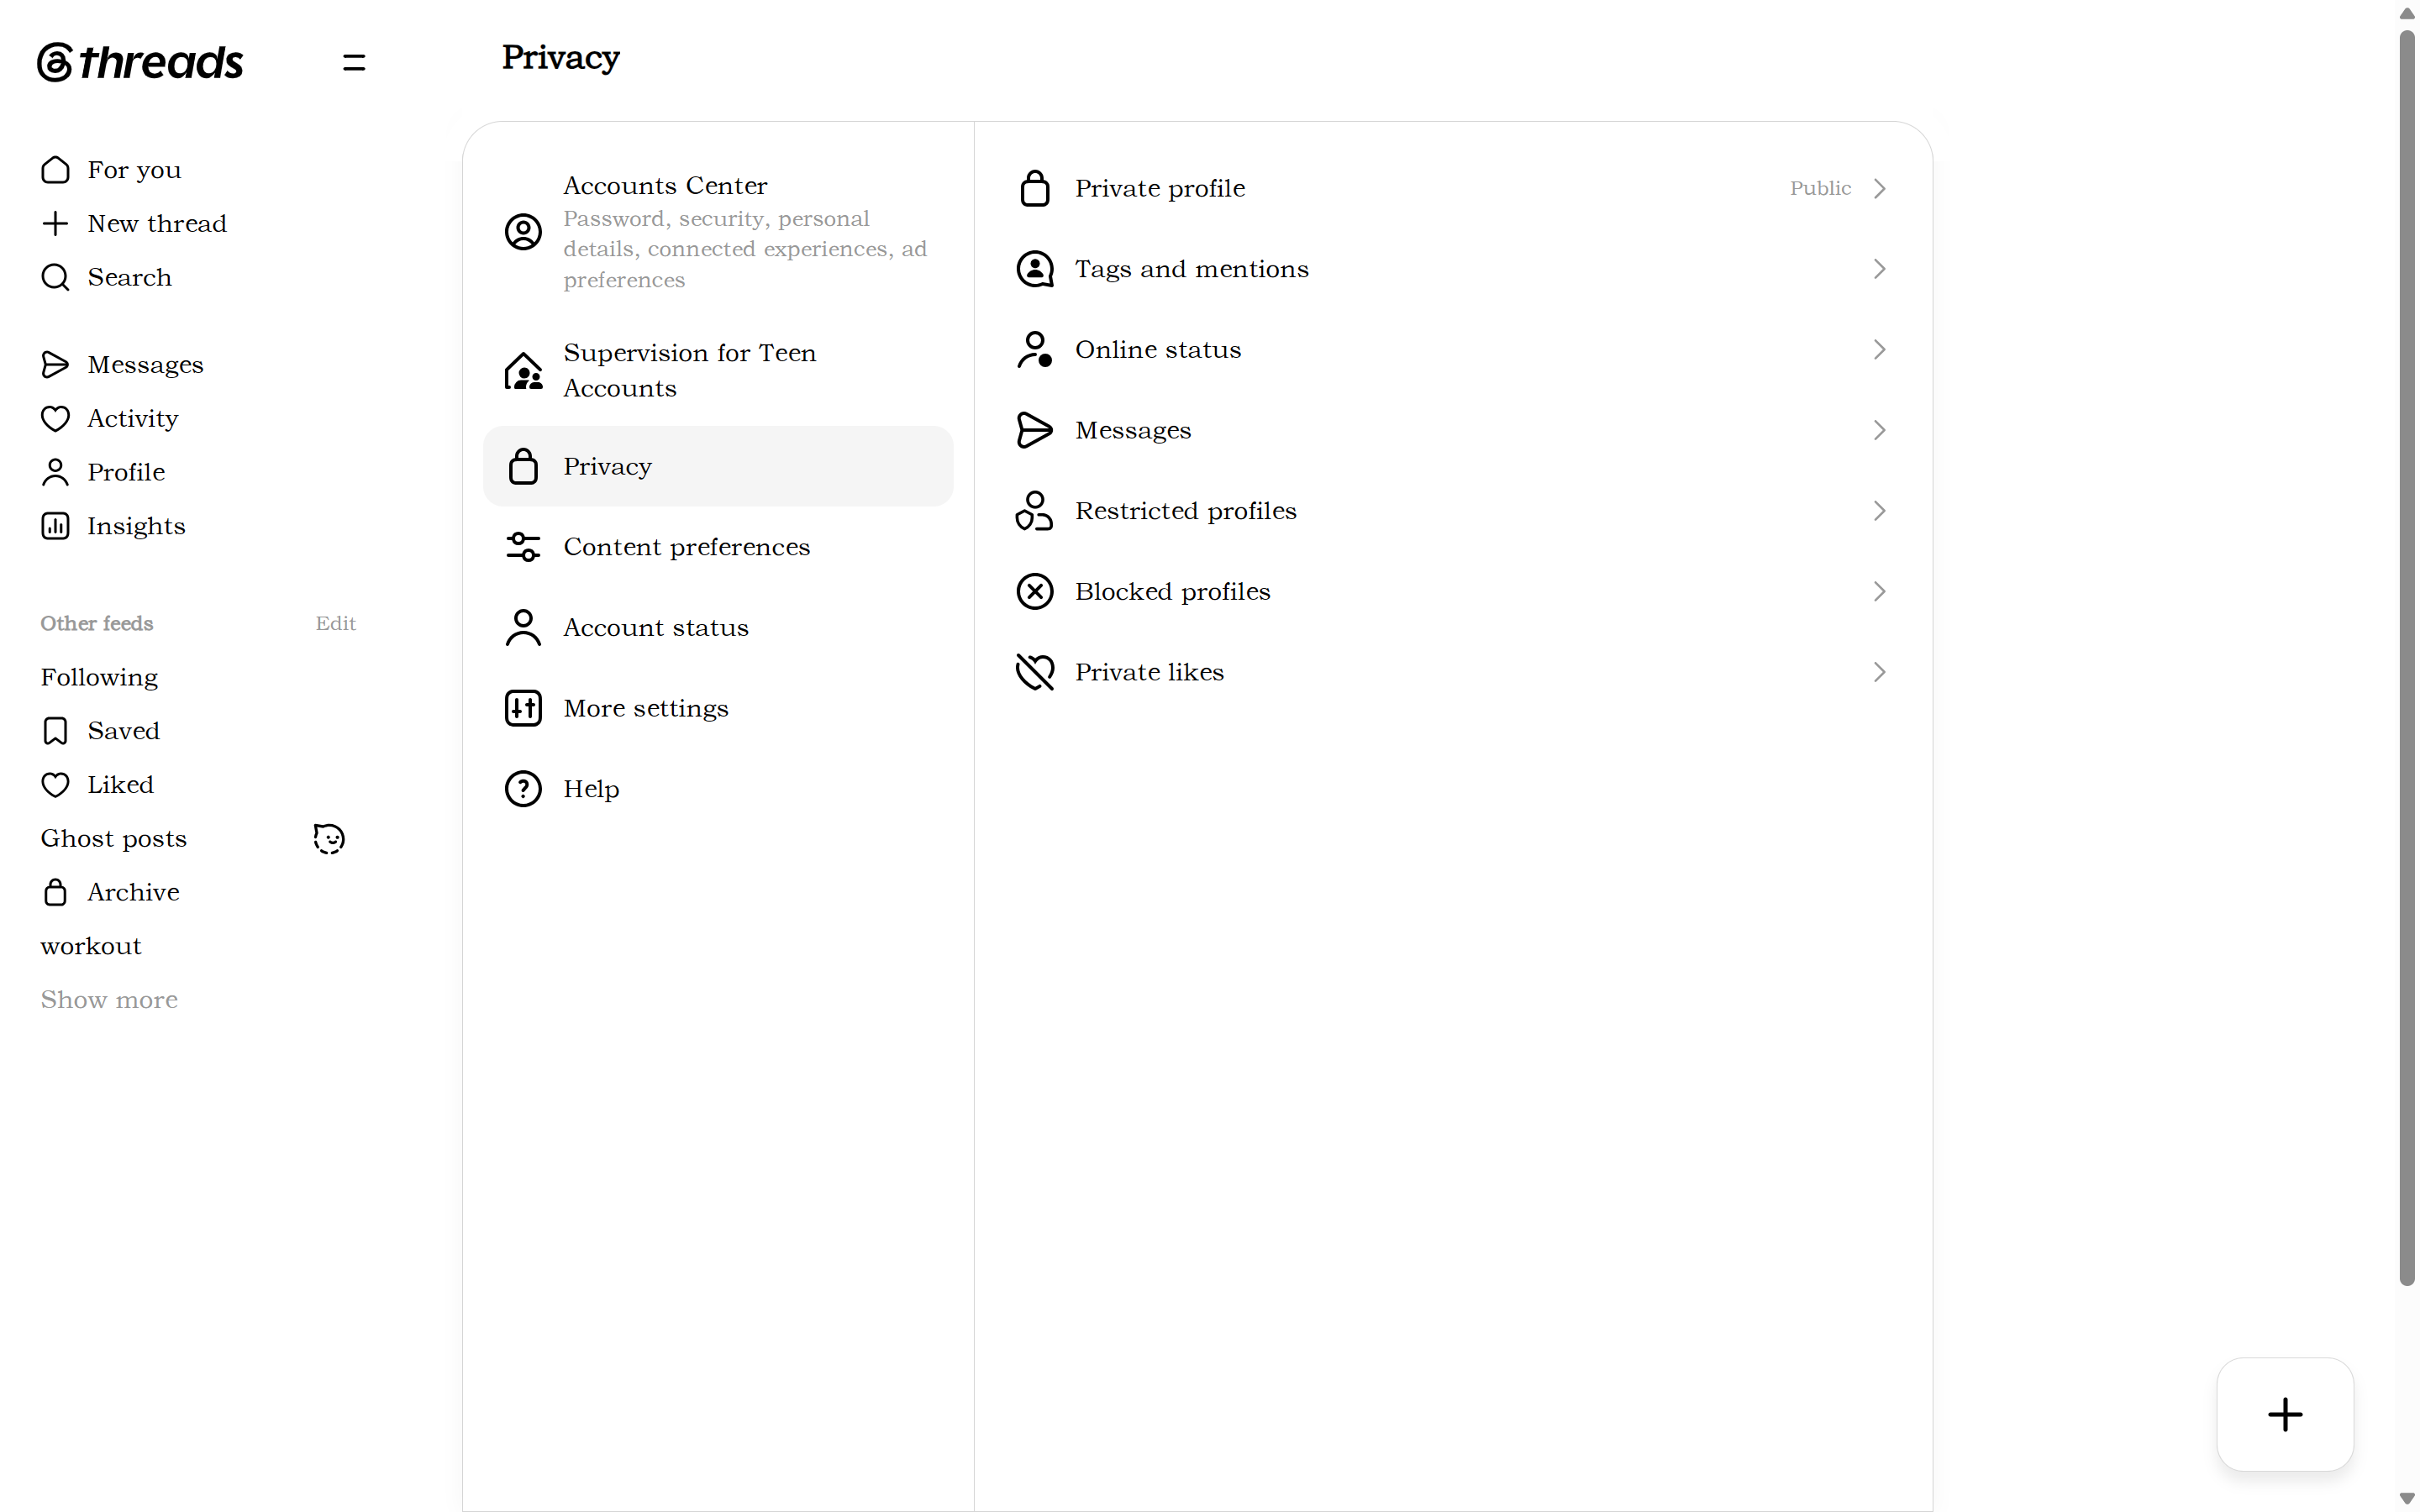 threads
For you
New thread
Search
Messages
Activity
Profile
Insights
Other feeds
Edit
Following
Saved
Liked
Ghost posts
Archive
workout
Show more
Privacy
Accounts Center
Password, security, personal
details, connected experiences, ad
preferences
Supervision for Teen
Accounts
Privacy
Content preferences
Account status
More settings
Help
Private profile
Public
Tags and mentions
Online status
Messages
Restricted profiles
Blocked profiles
Private likes